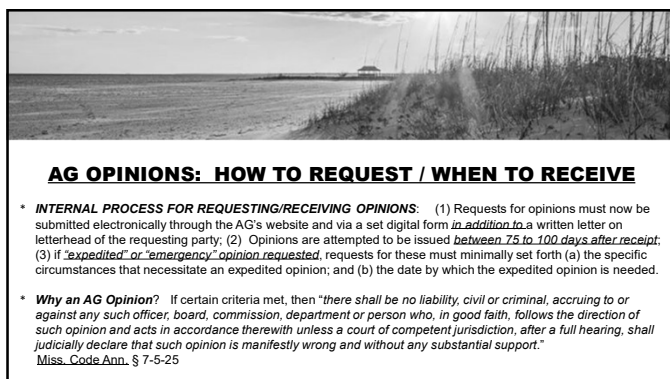 AG OPINIONS: HOW TO REQUEST / WHEN TO RECEIVE
* INTERNAL PROCESS FOR REQUESTING/RECEIVING OPINIONS: (1) Requests for opinions must now be
submitted electronically through the AG's website and via a set digital form in addition to a written letter on
letterhead of the requesting party; (2) Opinions are attempted to be issued between 75 to 100 days after receipt;
(3) if "expedited" or "emergency" opinion requested, requests for these must minimally set forth (a) the specific
circumstances that necessitate an expedited opinion; and (b) the date by which the expedited opinion is needed.
* Why an AG Opinion? If certain criteria met, then "there shall be no liability, civil or criminal, accruing to or
against any such officer, board, commission, department or person who, in good faith, follows the direction of
such opinion and acts in accordance therewith unless a court of competent jurisdiction, after a full hearing, shall
judicially declare that such opinion is manifestly wrong and without any substantial support."
Miss. Code Ann. § 7-5-25